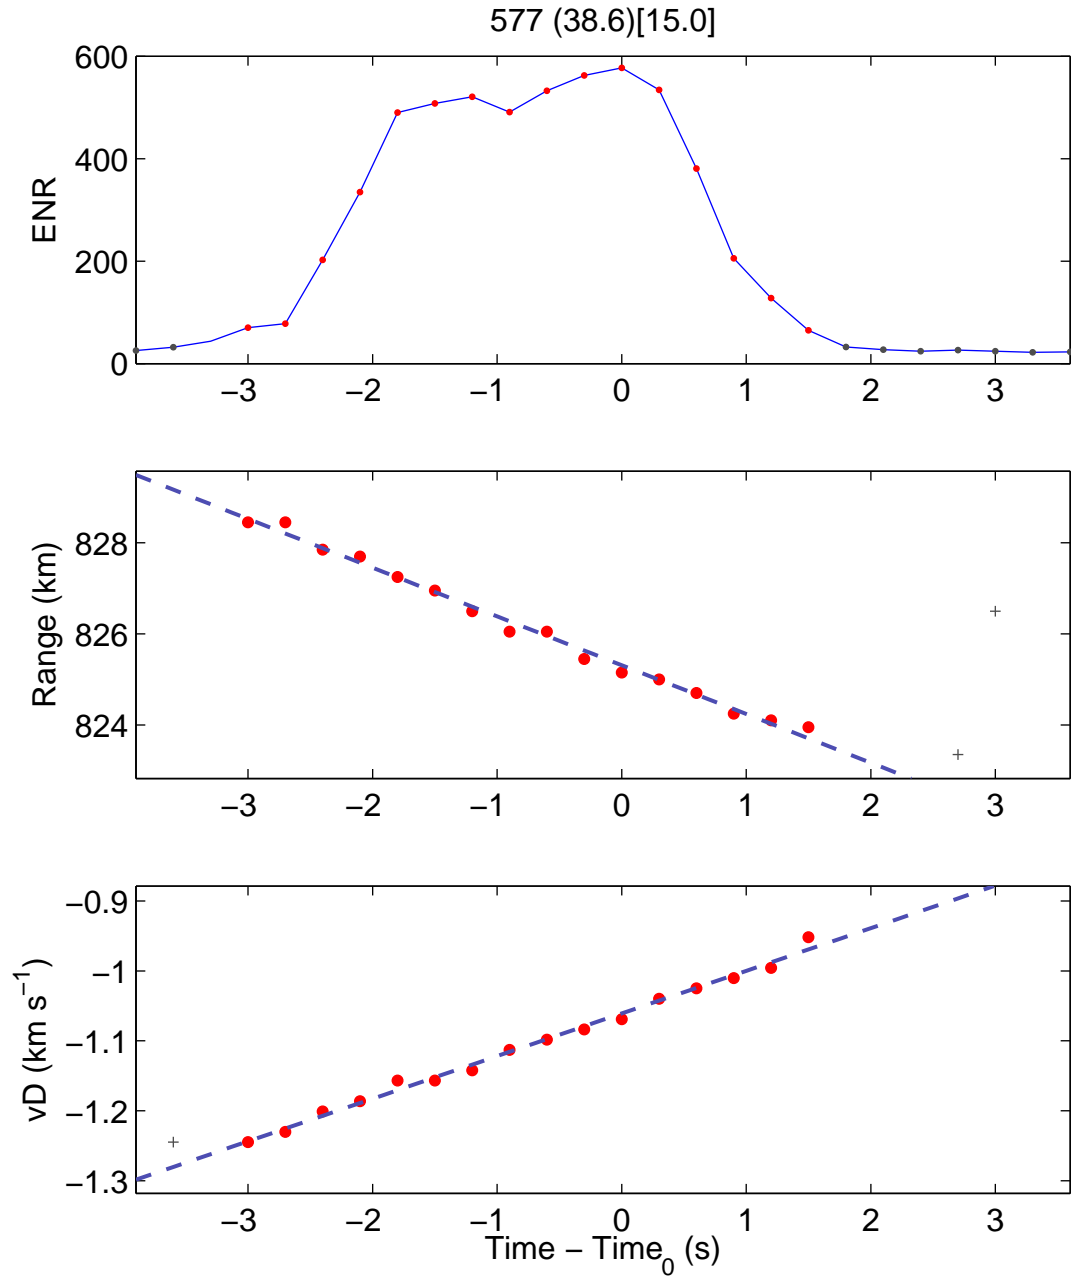 577 (38.6)[15.0]
600
400
200
0
ENR
−3 −2 −1 0 1 2 3
828
826
824
Range (km)
−3 −2 −1 0 1 2 3
−0.9
−1
−1.1
−1.2
−1.3
vD (km s⁻¹)
−3 −2 −1 0 1 2 3
Time − Time₀ (s)